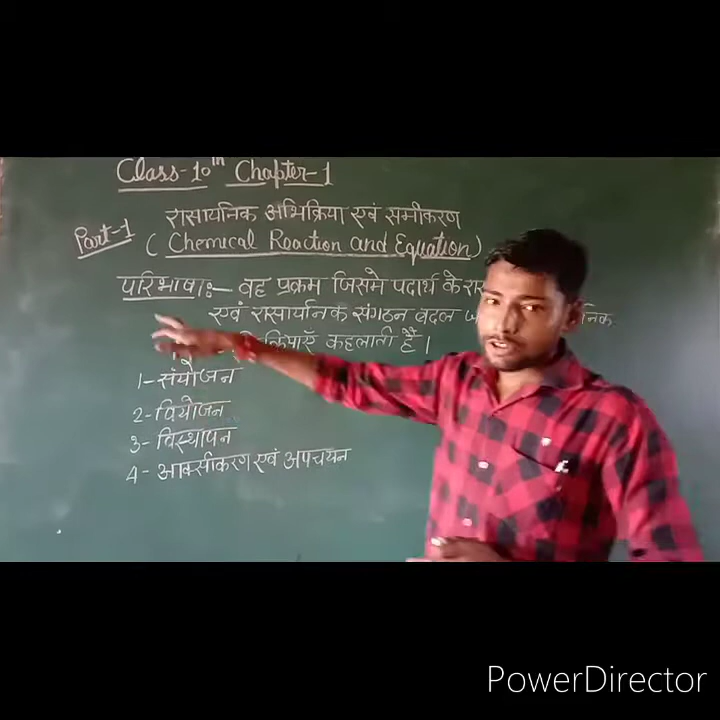 Class-10th Chapter-1
रासायनिक अभिक्रिया एवं समीकरण
Part-1
(Chemical Reaction and Equation)
परिभाषा:- वह प्रक्रम जिसमे पदार्थ के
एवं रासायनिक संगठन बदल
कहलाती हैं।
1- संयोजन
2- वियोजन
3- विस्थापन
4- आक्सीकरण एवं अपचयन
PowerDirector